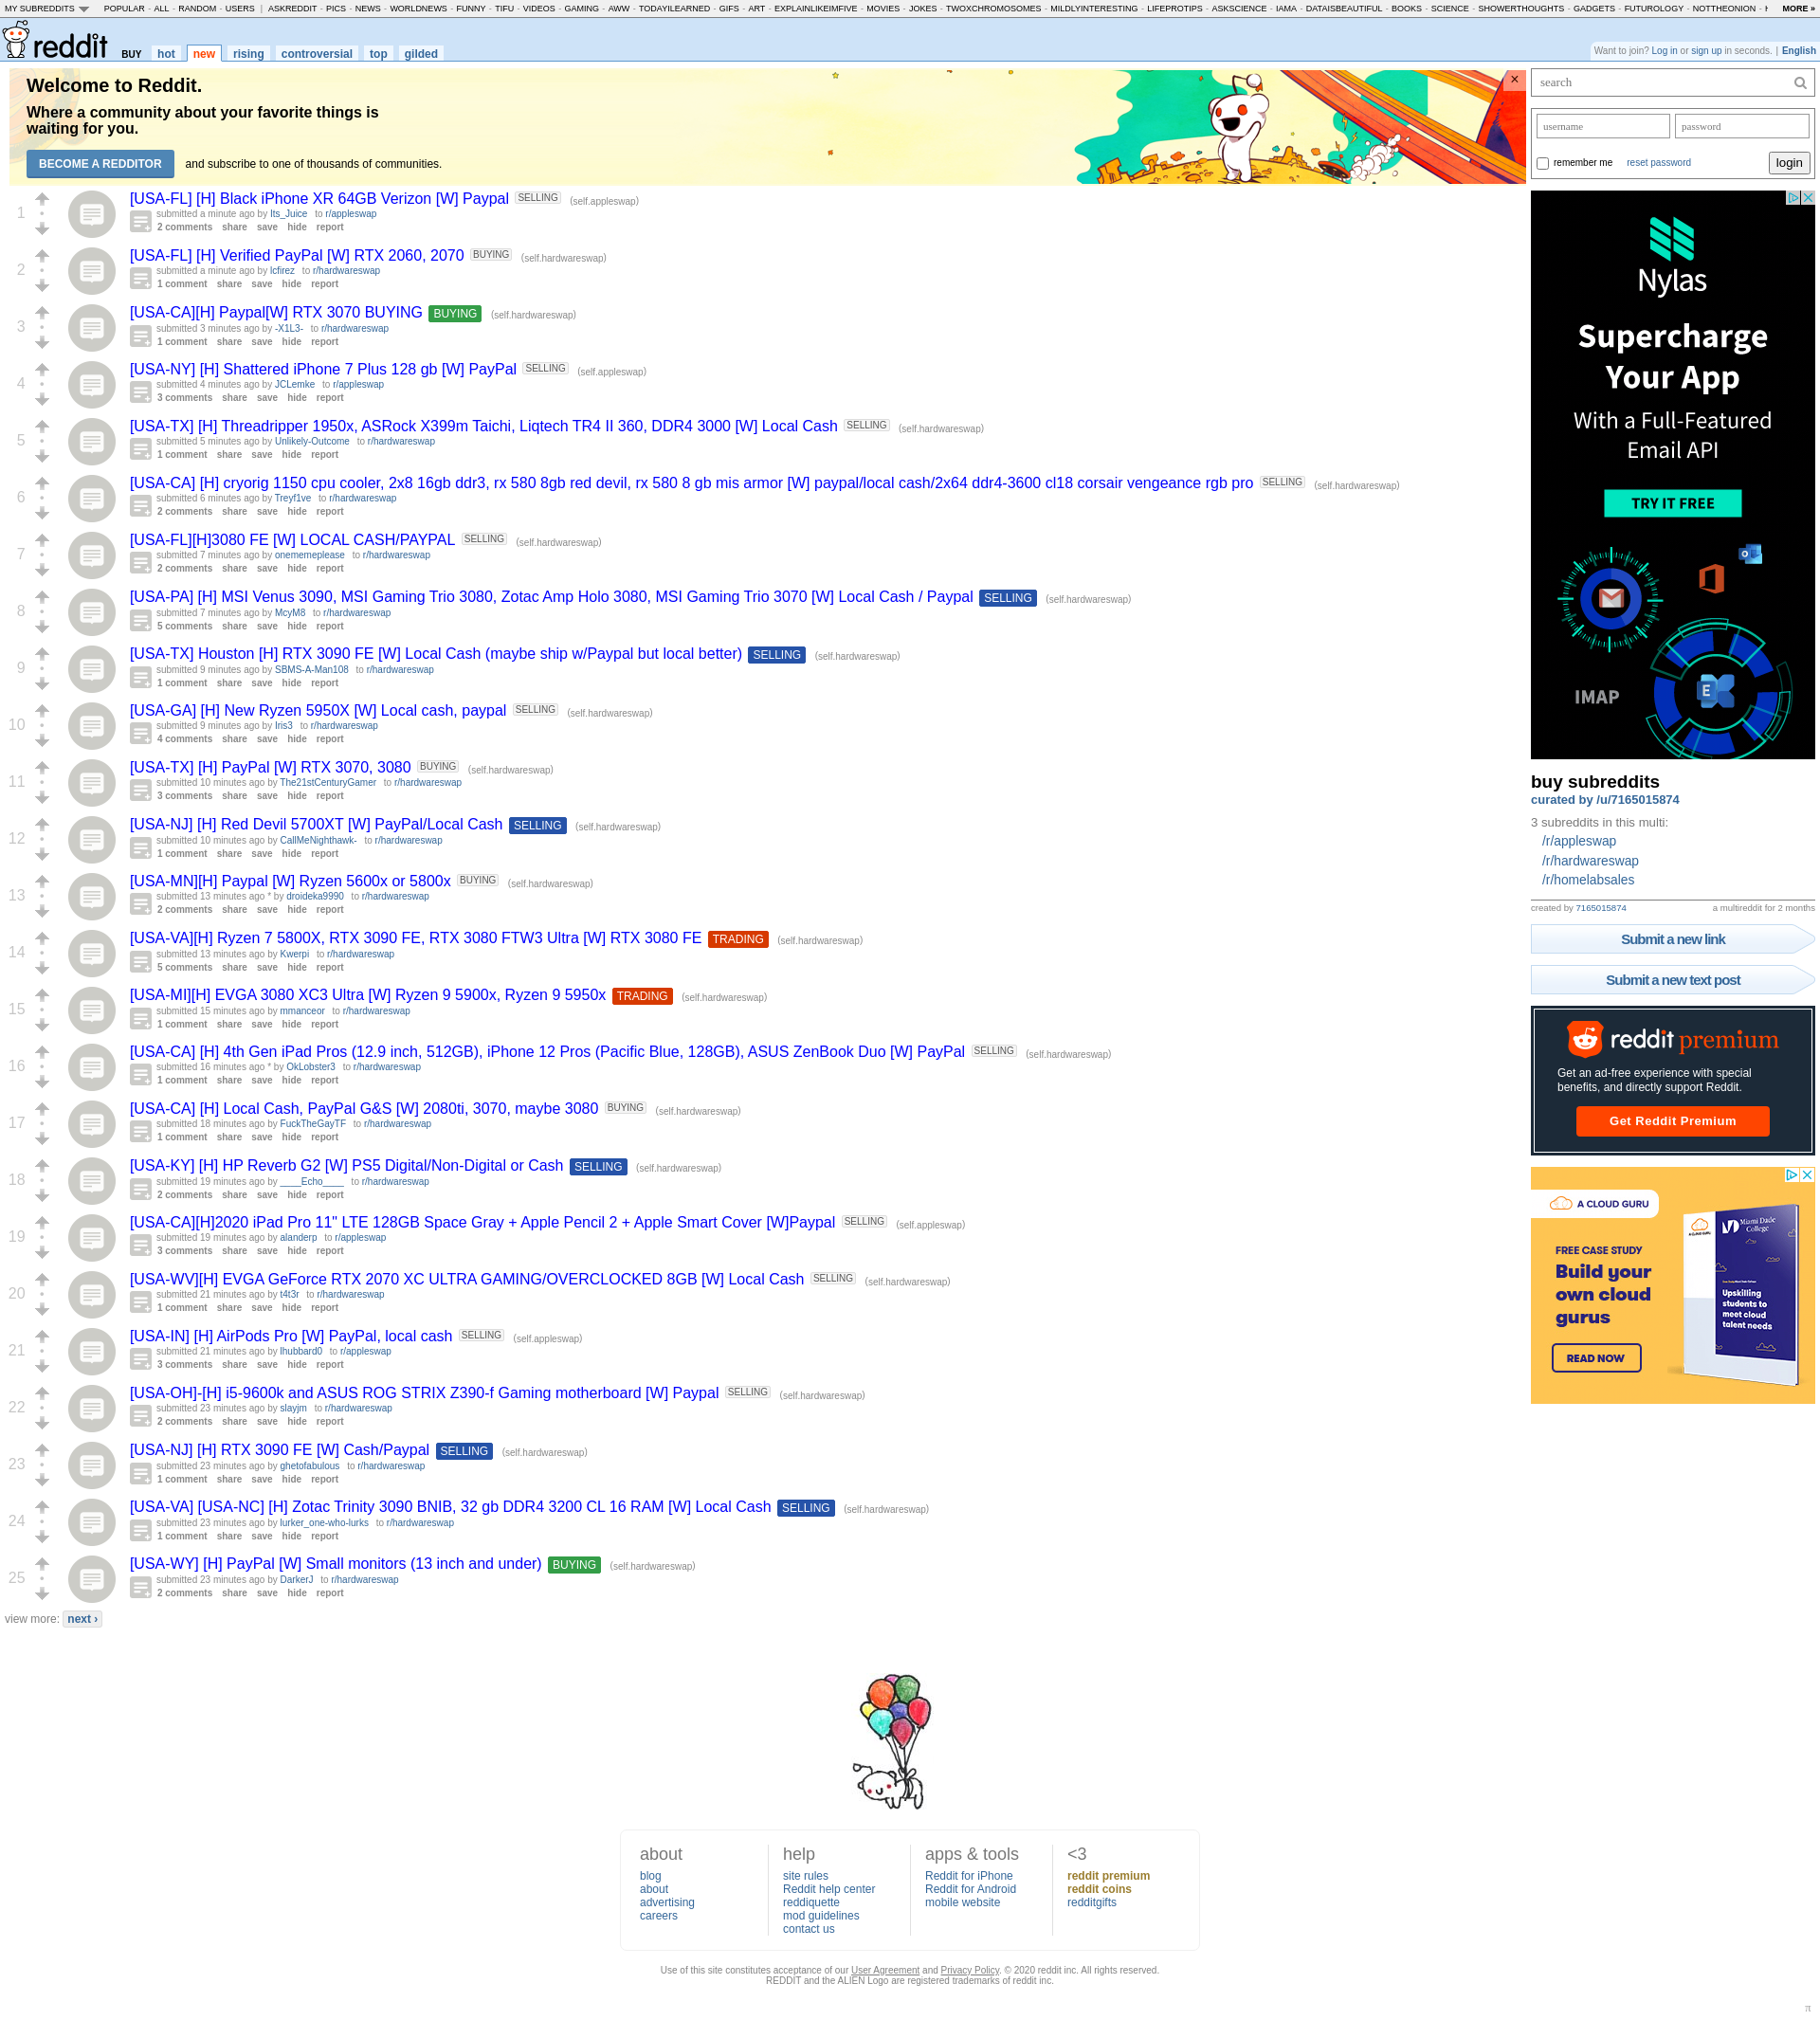 MY SUBREDDITS POPULAR - ALL - RANDOM - USERS | ASKREDDIT - PICS - NEWS - WORLDNEWS - FUNNY - TIFU - VIDEOS - GAMING - AWW - TODAYILEARNED - GIFS - ART - EXPLAINLIKEIMFIVE - MOVIES - JOKES - TWOXCHROMOSOMES - MILDLYINTERESTING - LIFEPROTIPS - ASKSCIENCE - IAMA - DATAISBEAUTIFUL - BOOKS - SCIENCE - SHOWERTHOUGHTS - GADGETS - FUTUROLOGY - NOTTHEONION - MORE »
reddit BUY hot new rising controversial top gilded
Want to join? Log in or sign up in seconds. | English
Welcome to Reddit.
Where a community about your favorite things is
waiting for you.
BECOME A REDDITOR and subscribe to one of thousands of communities.
×
1
[USA-FL] [H] Black iPhone XR 64GB Verizon [W] Paypal SELLING (self.appleswap)
submitted a minute ago by Its_Juice to r/appleswap
2 comments share save hide report
2
[USA-FL] [H] Verified PayPal [W] RTX 2060, 2070 BUYING (self.hardwareswap)
submitted a minute ago by lcfirez to r/hardwareswap
1 comment share save hide report
3
[USA-CA][H] Paypal[W] RTX 3070 BUYING BUYING (self.hardwareswap)
submitted 3 minutes ago by -X1L3- to r/hardwareswap
1 comment share save hide report
4
[USA-NY] [H] Shattered iPhone 7 Plus 128 gb [W] PayPal SELLING (self.appleswap)
submitted 4 minutes ago by JCLemke to r/appleswap
3 comments share save hide report
5
[USA-TX] [H] Threadripper 1950x, ASRock X399m Taichi, Liqtech TR4 II 360, DDR4 3000 [W] Local Cash SELLING (self.hardwareswap)
submitted 5 minutes ago by Unlikely-Outcome to r/hardwareswap
1 comment share save hide report
6
[USA-CA] [H] cryorig 1150 cpu cooler, 2x8 16gb ddr3, rx 580 8gb red devil, rx 580 8 gb mis armor [W] paypal/local cash/2x64 ddr4-3600 cl18 corsair vengeance rgb pro SELLING (self.hardwareswap)
submitted 6 minutes ago by Treyf1ve to r/hardwareswap
2 comments share save hide report
7
[USA-FL][H]3080 FE [W] LOCAL CASH/PAYPAL SELLING (self.hardwareswap)
submitted 7 minutes ago by onememeplease to r/hardwareswap
2 comments share save hide report
8
[USA-PA] [H] MSI Venus 3090, MSI Gaming Trio 3080, Zotac Amp Holo 3080, MSI Gaming Trio 3070 [W] Local Cash / Paypal SELLING (self.hardwareswap)
submitted 7 minutes ago by McyM8 to r/hardwareswap
5 comments share save hide report
9
[USA-TX] Houston [H] RTX 3090 FE [W] Local Cash (maybe ship w/Paypal but local better) SELLING (self.hardwareswap)
submitted 9 minutes ago by SBMS-A-Man108 to r/hardwareswap
1 comment share save hide report
10
[USA-GA] [H] New Ryzen 5950X [W] Local cash, paypal SELLING (self.hardwareswap)
submitted 9 minutes ago by Iris3 to r/hardwareswap
4 comments share save hide report
11
[USA-TX] [H] PayPal [W] RTX 3070, 3080 BUYING (self.hardwareswap)
submitted 10 minutes ago by The21stCenturyGamer to r/hardwareswap
3 comments share save hide report
12
[USA-NJ] [H] Red Devil 5700XT [W] PayPal/Local Cash SELLING (self.hardwareswap)
submitted 10 minutes ago by CallMeNighthawk- to r/hardwareswap
1 comment share save hide report
13
[USA-MN][H] Paypal [W] Ryzen 5600x or 5800x BUYING (self.hardwareswap)
submitted 13 minutes ago * by droideka9990 to r/hardwareswap
2 comments share save hide report
14
[USA-VA][H] Ryzen 7 5800X, RTX 3090 FE, RTX 3080 FTW3 Ultra [W] RTX 3080 FE TRADING (self.hardwareswap)
submitted 13 minutes ago by Kwerpi to r/hardwareswap
5 comments share save hide report
15
[USA-MI][H] EVGA 3080 XC3 Ultra [W] Ryzen 9 5900x, Ryzen 9 5950x TRADING (self.hardwareswap)
submitted 15 minutes ago by mmanceor to r/hardwareswap
1 comment share save hide report
16
[USA-CA] [H] 4th Gen iPad Pros (12.9 inch, 512GB), iPhone 12 Pros (Pacific Blue, 128GB), ASUS ZenBook Duo [W] PayPal SELLING (self.hardwareswap)
submitted 16 minutes ago * by OkLobster3 to r/hardwareswap
1 comment share save hide report
17
[USA-CA] [H] Local Cash, PayPal G&S [W] 2080ti, 3070, maybe 3080 BUYING (self.hardwareswap)
submitted 18 minutes ago by FuckTheGayTF to r/hardwareswap
1 comment share save hide report
18
[USA-KY] [H] HP Reverb G2 [W] PS5 Digital/Non-Digital or Cash SELLING (self.hardwareswap)
submitted 19 minutes ago by ____Echo____ to r/hardwareswap
2 comments share save hide report
19
[USA-CA][H]2020 iPad Pro 11" LTE 128GB Space Gray + Apple Pencil 2 + Apple Smart Cover [W]Paypal SELLING (self.appleswap)
submitted 19 minutes ago by alanderp to r/appleswap
3 comments share save hide report
20
[USA-WV][H] EVGA GeForce RTX 2070 XC ULTRA GAMING/OVERCLOCKED 8GB [W] Local Cash SELLING (self.hardwareswap)
submitted 21 minutes ago by t4t3r to r/hardwareswap
1 comment share save hide report
21
[USA-IN] [H] AirPods Pro [W] PayPal, local cash SELLING (self.appleswap)
submitted 21 minutes ago by lhubbard0 to r/appleswap
3 comments share save hide report
22
[USA-OH]-[H] i5-9600k and ASUS ROG STRIX Z390-f Gaming motherboard [W] Paypal SELLING (self.hardwareswap)
submitted 23 minutes ago by slayjm to r/hardwareswap
2 comments share save hide report
23
[USA-NJ] [H] RTX 3090 FE [W] Cash/Paypal SELLING (self.hardwareswap)
submitted 23 minutes ago by ghetofabulous to r/hardwareswap
1 comment share save hide report
24
[USA-VA] [USA-NC] [H] Zotac Trinity 3090 BNIB, 32 gb DDR4 3200 CL 16 RAM [W] Local Cash SELLING (self.hardwareswap)
submitted 23 minutes ago by lurker_one-who-lurks to r/hardwareswap
1 comment share save hide report
25
[USA-WY] [H] PayPal [W] Small monitors (13 inch and under) BUYING (self.hardwareswap)
submitted 23 minutes ago by DarkerJ to r/hardwareswap
2 comments share save hide report
view more: next ›
search
username password
remember me reset password login
Nylas
Supercharge
Your App
With a Full-Featured
Email API
TRY IT FREE
IMAP
buy subreddits
curated by /u/7165015874
3 subreddits in this multi:
/r/appleswap
/r/hardwareswap
/r/homelabsales
created by 7165015874 a multireddit for 2 months
Submit a new link
Submit a new text post
reddit premium
Get an ad-free experience with special
benefits, and directly support Reddit.
Get Reddit Premium
A CLOUD GURU
FREE CASE STUDY
Build your
own cloud
gurus
READ NOW
A CLOUD GURU
Miami Dade
College
Upskilling
students to
meet cloud
talent needs
about
blog
about
advertising
careers
help
site rules
Reddit help center
reddiquette
mod guidelines
contact us
apps & tools
Reddit for iPhone
Reddit for Android
mobile website
<3
reddit premium
reddit coins
redditgifts
Use of this site constitutes acceptance of our User Agreement and Privacy Policy. © 2020 reddit inc. All rights reserved.
REDDIT and the ALIEN Logo are registered trademarks of reddit inc.
π